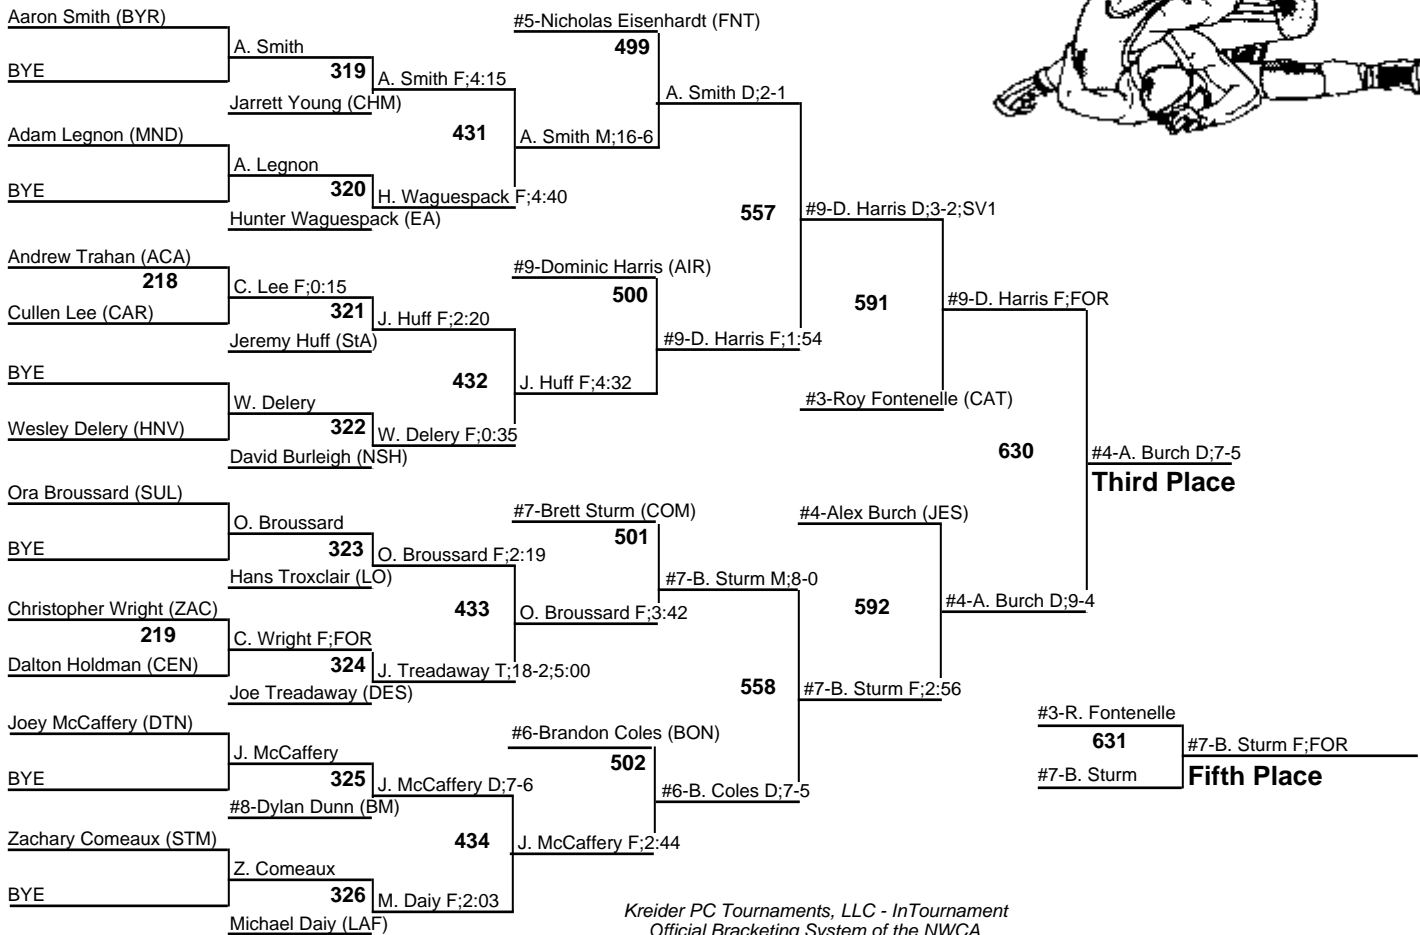 Aaron Smith (BYR)
BYE
Adam Legnon (MND)
BYE
Andrew Trahan (ACA)
218
Cullen Lee (CAR)
BYE
Wesley Delery (HNV)
Ora Broussard (SUL)
BYE
Christopher Wright (ZAC)
219
Dalton Holdman (CEN)
Joey McCaffery (DTN)
BYE
Zachary Comeaux (STM)
BYE
A. Smith
319
Jarrett Young (CHM)
A. Legnon
320
Hunter Waguespack (EA)
C. Lee F;0:15
321
Jeremy Huff (StA)
W. Delery
322
David Burleigh (NSH)
O. Broussard
323
Hans Troxclair (LO)
C. Wright F;FOR
324
Joe Treadaway (DES)
J. McCaffery
325
#8-Dylan Dunn (BM)
Z. Comeaux
326
Michael Daiy (LAF)
A. Smith F;4:15
431
H. Waguespack F;4:40
J. Huff F;2:20
432
W. Delery F;0:35
O. Broussard F;2:19
433
J. Treadaway T;18-2;5:00
J. McCaffery D;7-6
434
M. Daiy F;2:03
#5-Nicholas Eisenhardt (FNT)
499
A. Smith M;16-6
#9-Dominic Harris (AIR)
500
J. Huff F;4:32
#7-Brett Sturm (COM)
501
O. Broussard F;3:42
#6-Brandon Coles (BON)
502
J. McCaffery F;2:44
A. Smith D;2-1
557
#9-D. Harris F;1:54
#7-B. Sturm M;8-0
558
#6-B. Coles D;7-5
#9-D. Harris D;3-2;SV1
591
#3-Roy Fontenelle (CAT)
#4-Alex Burch (JES)
592
#7-B. Sturm F;2:56
#9-D. Harris F;FOR
630
#4-A. Burch D;9-4
#4-A. Burch D;7-5
Third Place
#3-R. Fontenelle
631
#7-B. Sturm
#7-B. Sturm F;FOR
Fifth Place
Kreider PC Tournaments, LLC - InTournament
Official Bracketing System of the NWCA